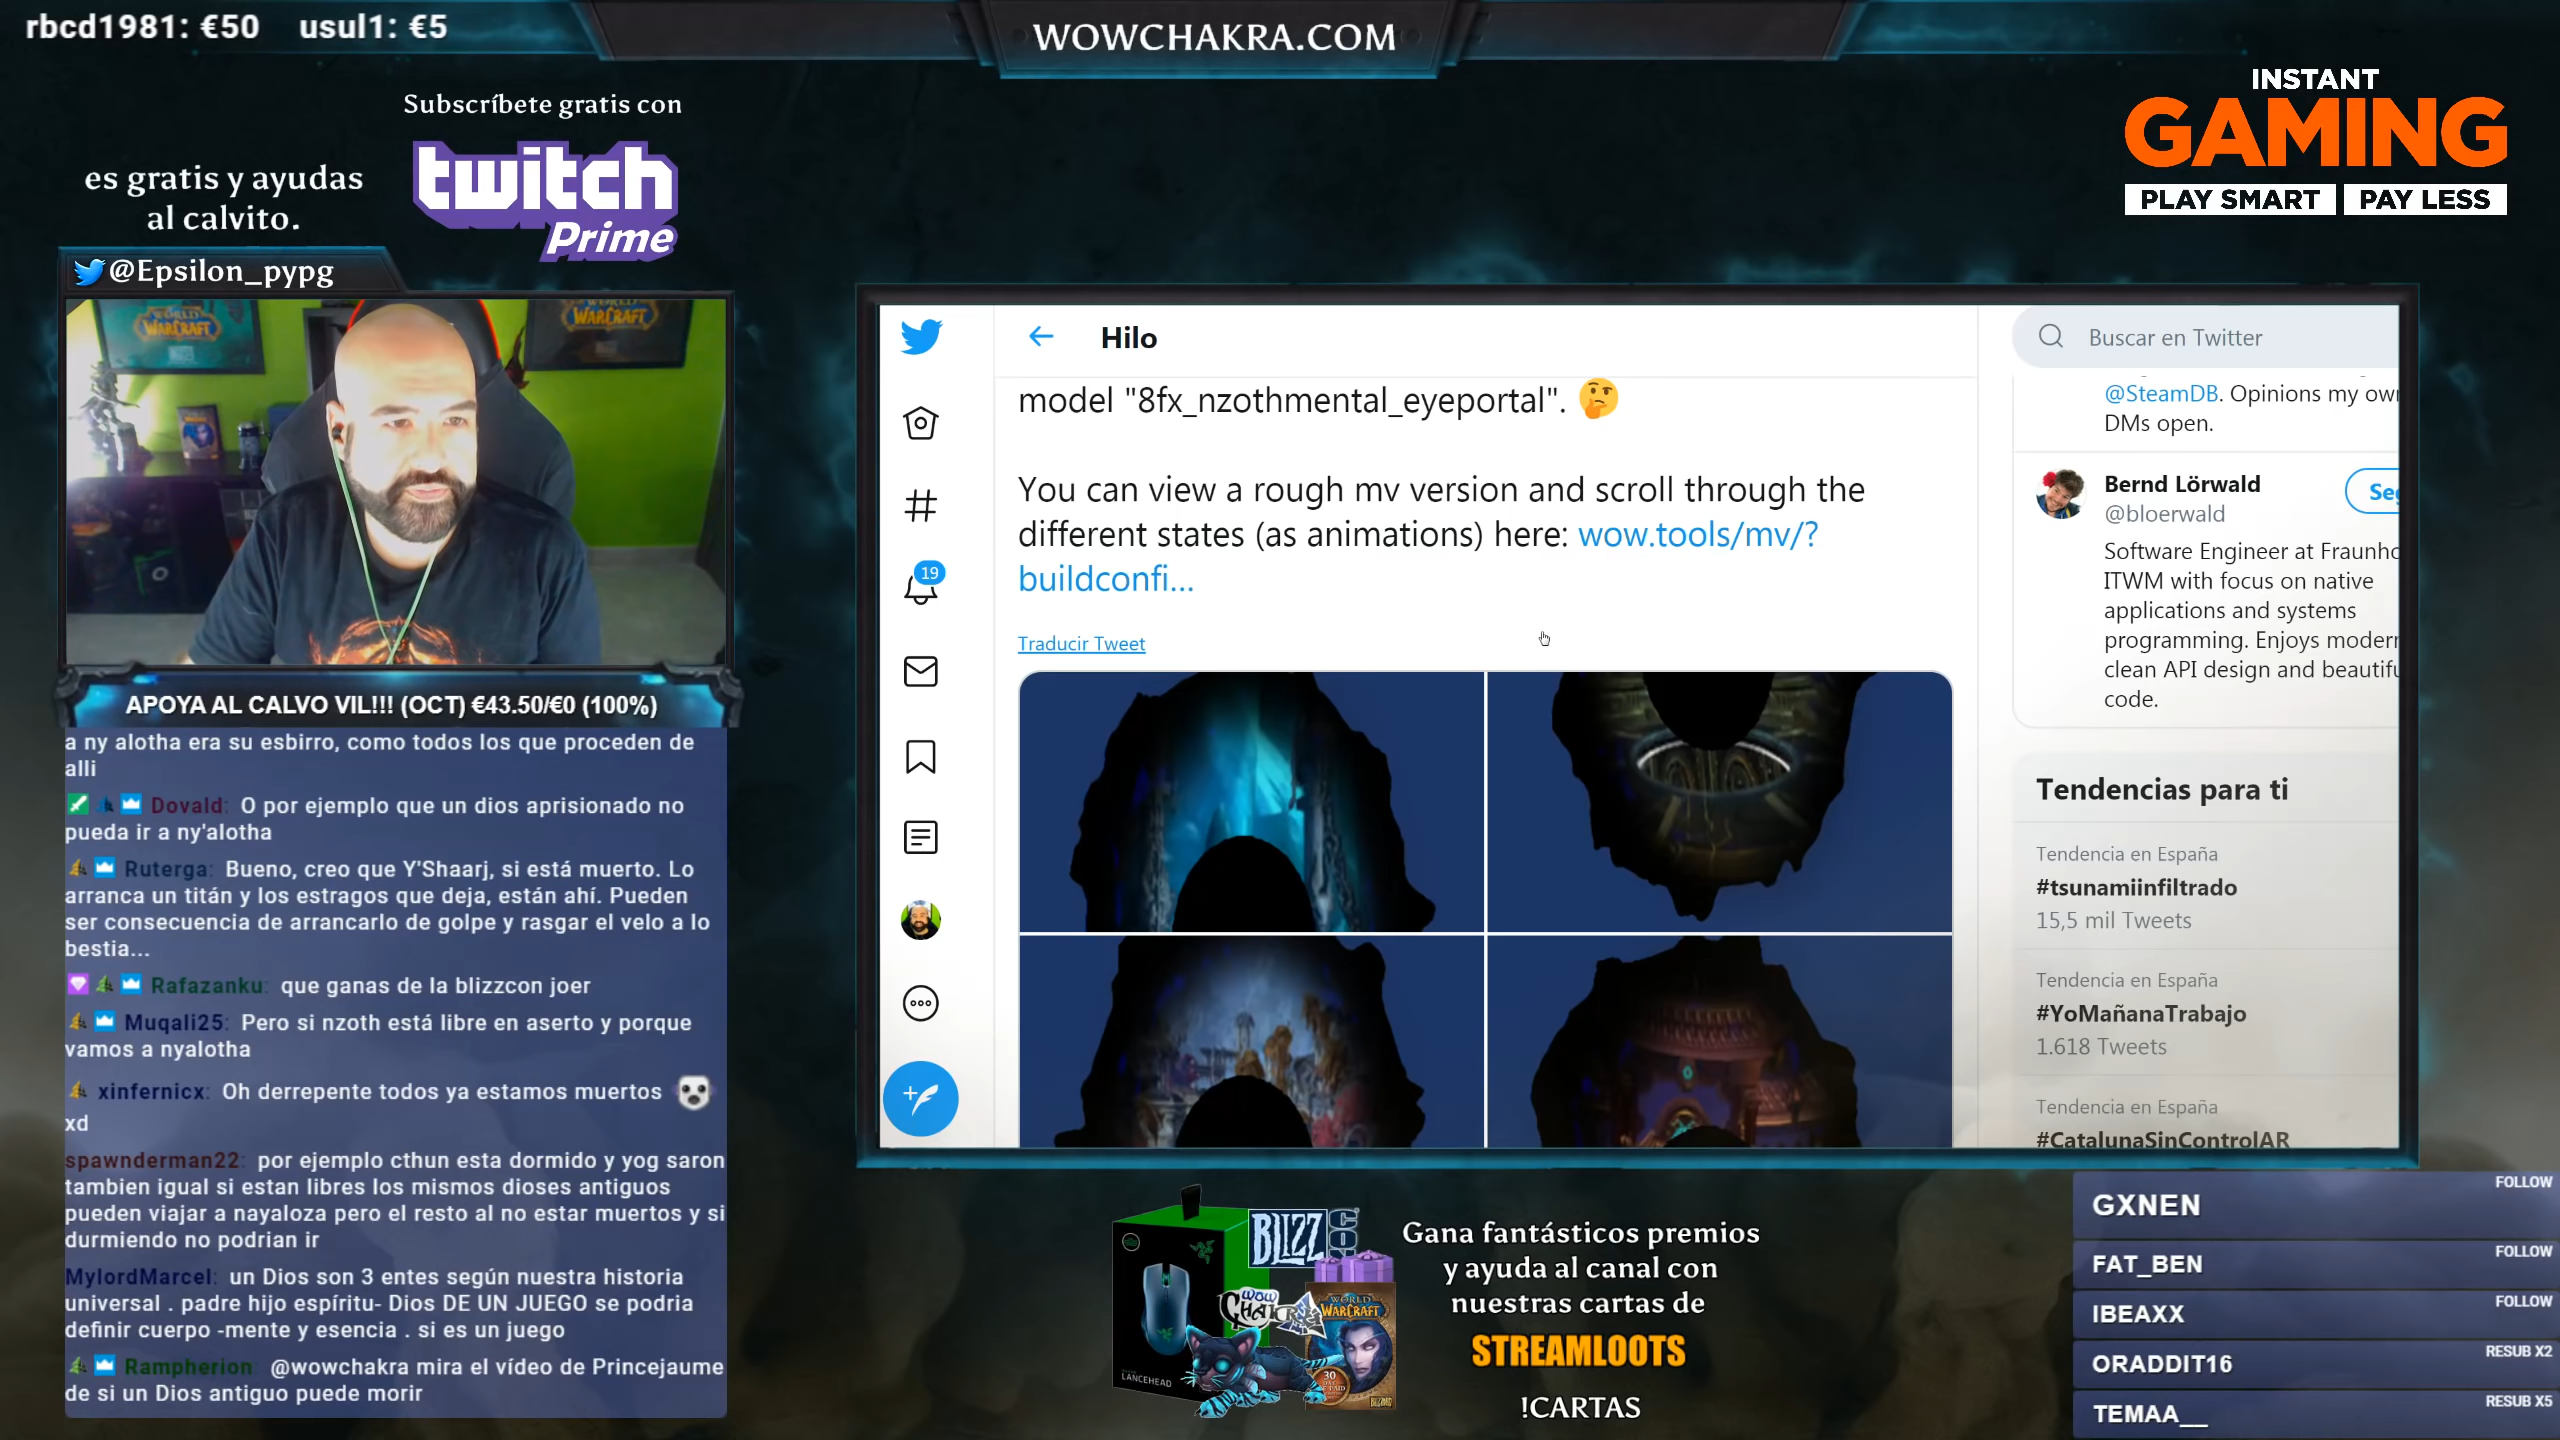 rbcd1981: €50 usul1: €5
WOWCHAKRA.COM
INSTANT
GAMING
PLAY SMART PAY LESS
Subscríbete gratis con
twitch
Prime
es gratis y ayudas
al calvito.
@Epsilon_pypg
WORLD
WARCRAFT
WORLD
WARCRAFT
APOYA AL CALVO VIL!!! (OCT) €43.50/€0 (100%)
a ny alotha era su esbirro, como todos los que proceden de
alli
Dovald: O por ejemplo que un dios aprisionado no
pueda ir a ny'alotha
Ruterga: Bueno, creo que Y'Shaarj, si está muerto. Lo
arranca un titán y los estragos que deja, están ahí. Pueden
ser consecuencia de arrancarlo de golpe y rasgar el velo a lo
bestia...
Rafazanku: que ganas de la blizzcon joer
Muqali25: Pero si nzoth está libre en aserto y porque
vamos a nyalotha
xinfernicx: Oh derrepente todos ya estamos muertos
xd
spawnderman22: por ejemplo cthun esta dormido y yog saron
tambien igual si estan libres los mismos dioses antiguos
pueden viajar a nayaloza pero el resto al no estar muertos y si
durmiendo no podrian ir
MylordMarcel: un Dios son 3 entes según nuestra historia
universal . padre hijo espíritu- Dios DE UN JUEGO se podria
definir cuerpo -mente y esencia . si es un juego
Rampherion: @wowchakra mira el vídeo de Princejaume
de si un Dios antiguo puede morir
Hilo
19
model "8fx_nzothmental_eyeportal". 🤔
You can view a rough mv version and scroll through the
different states (as animations) here: wow.tools/mv/?
buildconfi...
Traducir Tweet
Buscar en Twitter
@SteamDB. Opinions my own
DMs open.
Bernd Lörwald
Seg
@bloerwald
Software Engineer at Fraunho
ITWM with focus on native
applications and systems
programming. Enjoys modern
clean API design and beautifu
code.
Tendencias para ti
Tendencia en España
#tsunamiinfiltrado
15,5 mil Tweets
Tendencia en España
#YoMañanaTrabajo
1.618 Tweets
Tendencia en España
#CatalunaSinControlAR
BLIZZ
CON
WOW
CHAKRA
WORLD
WARCRAFT
30
LANCEHEAD
Gana fantásticos premios
y ayuda al canal con
nuestras cartas de
STREAMLOOTS
!CARTAS
FOLLOW
GXNEN
FOLLOW
FAT_BEN
FOLLOW
IBEAXX
RESUB X2
ORADDIT16
RESUB X5
TEMAA__